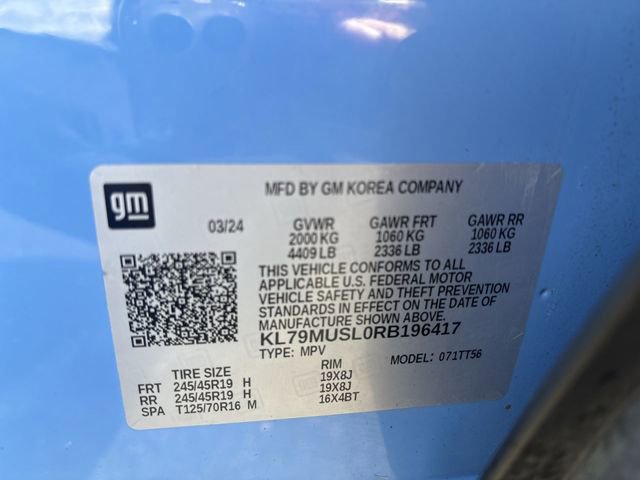 gm
MFD BY GM KOREA COMPANY
03/24 GVWR GAWR FRT GAWR RR
2000 KG 1060 KG 1060 KG
4409 LB 2336 LB 2336 LB
THIS VEHICLE CONFORMS TO ALL
APPLICABLE U.S. FEDERAL MOTOR
VEHICLE SAFETY AND THEFT PREVENTION
STANDARDS IN EFFECT ON THE DATE OF
MANUFACTURE SHOWN ABOVE.
KL79MUSL0RB196417
TYPE: MPV MODEL: 071TT56
TIRE SIZE RIM
FRT 245/45R19 H 19X8J
RR 245/45R19 H 19X8J
SPA T125/70R16 M 16X4BT